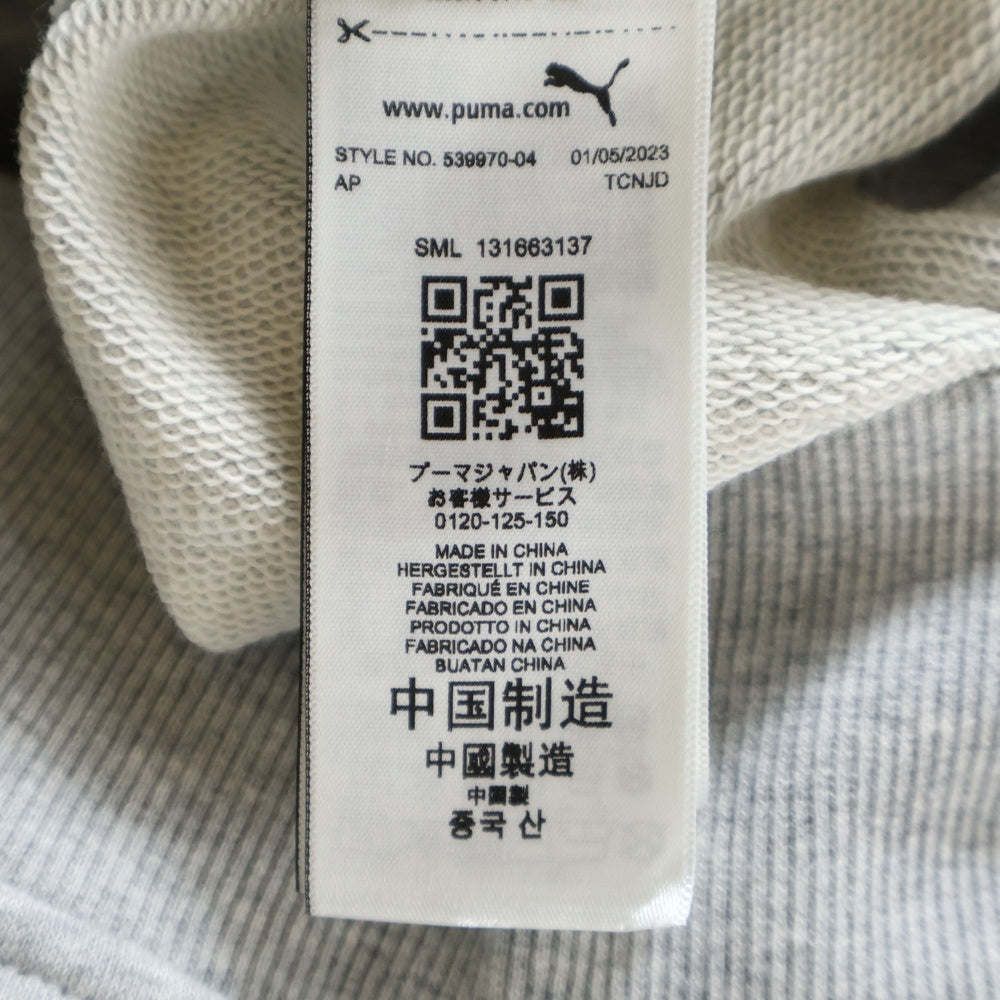 www.puma.com
STYLE NO. 539970-04 01/05/2023
AP TCNJD
SML 131663137
プーマジャパン(株)
お客様サービス
0120-125-150
MADE IN CHINA
HERGESTELLT IN CHINA
FABRIQUÉ EN CHINE
FABRICADO EN CHINA
PRODOTTO IN CHINA
FABRICADO NA CHINA
BUATAN CHINA
中国制造
中國製造
中国製
중국 산